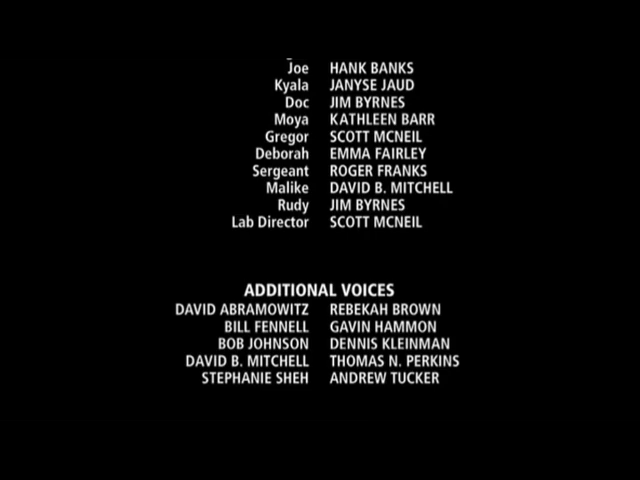 Joe HANK BANKS
Kyala JANYSE JAUD
Doc JIM BYRNES
Moya KATHLEEN BARR
Gregor SCOTT MCNEIL
Deborah EMMA FAIRLEY
Sergeant ROGER FRANKS
Malike DAVID B. MITCHELL
Rudy JIM BYRNES
Lab Director SCOTT MCNEIL
ADDITIONAL VOICES
DAVID ABRAMOWITZ REBEKAH BROWN
BILL FENNELL GAVIN HAMMON
BOB JOHNSON DENNIS KLEINMAN
DAVID B. MITCHELL THOMAS N. PERKINS
STEPHANIE SHEH ANDREW TUCKER